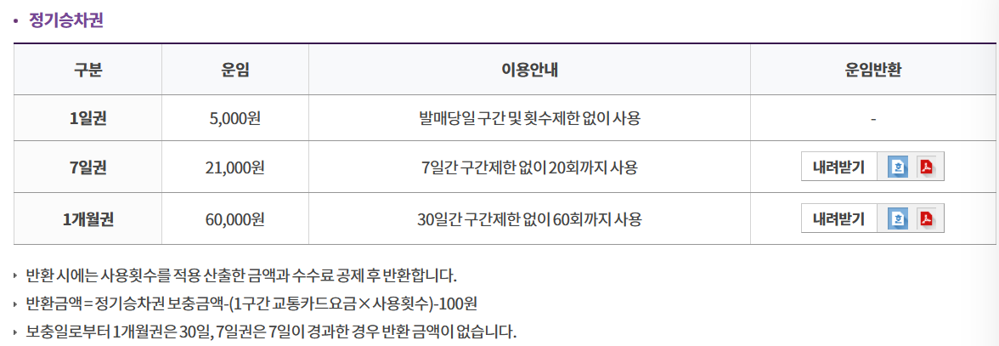 정기승차권
구분 운임 이용안내 운임반환
1일권 5,000원 발매당일 구간 및 횟수제한 없이 사용 -
7일권 21,000원 7일간 구간제한 없이 20회까지 사용 내려받기
1개월권 60,000원 30일간 구간제한 없이 60회까지 사용 내려받기
반환 시에는 사용횟수를 적용 산출한 금액과 수수료 공제 후 반환합니다.
반환금액 = 정기승차권 보충금액-(1구간 교통카드요금×사용횟수)-100원
보충일로부터 1개월권은 30일, 7일권은 7일이 경과한 경우 반환 금액이 없습니다.